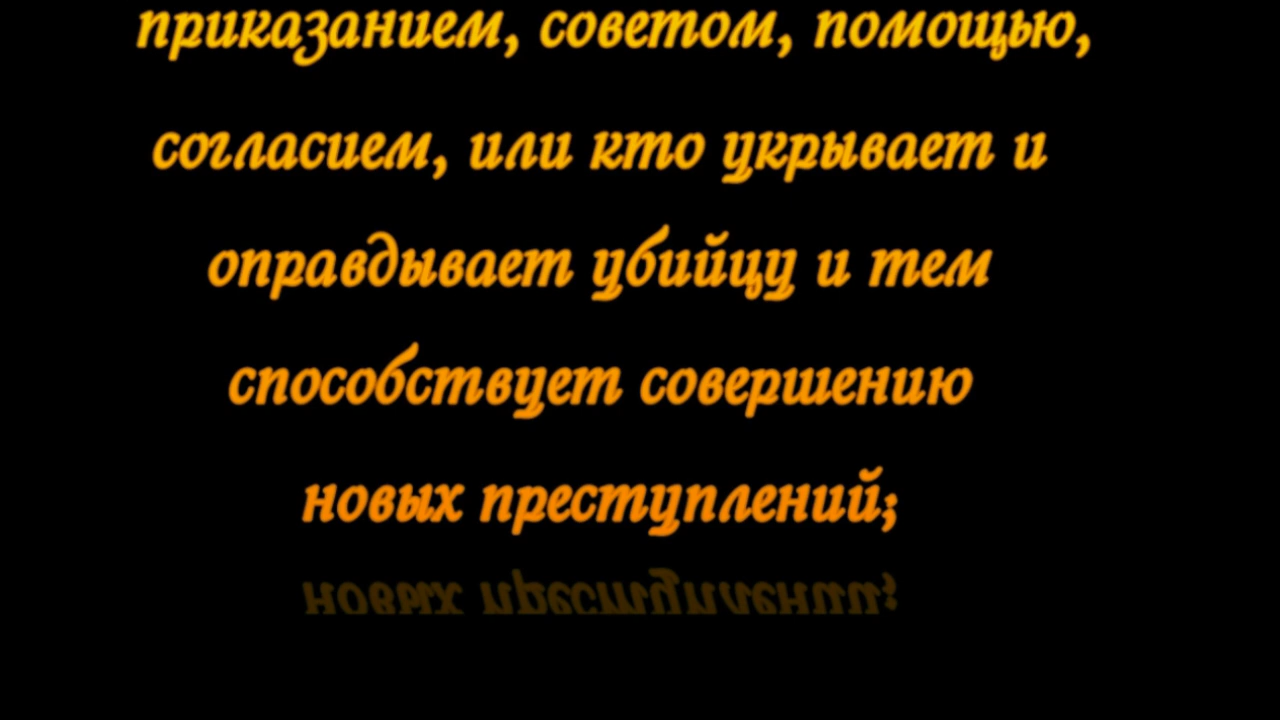 приказанием, советом, помощью,
согласием, или кто укрывает и
оправдывает убийцу и тем
способствует совершению
новых преступлений;